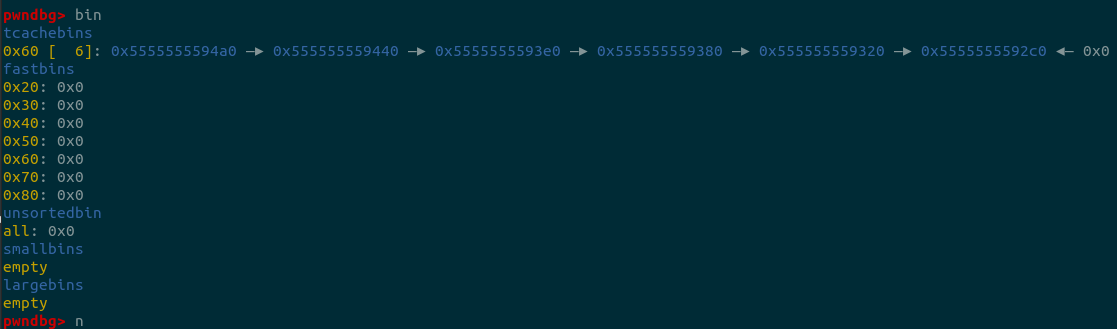 pwndbg> bin
tcachebins
0x60 [  6]: 0x5555555594a0 —▸ 0x555555559440 —▸ 0x5555555593e0 —▸ 0x555555559380 —▸ 0x555555559320 —▸ 0x5555555592c0 ◂— 0x0
fastbins
0x20: 0x0
0x30: 0x0
0x40: 0x0
0x50: 0x0
0x60: 0x0
0x70: 0x0
0x80: 0x0
unsortedbin
all: 0x0
smallbins
empty
largebins
empty
pwndbg> n